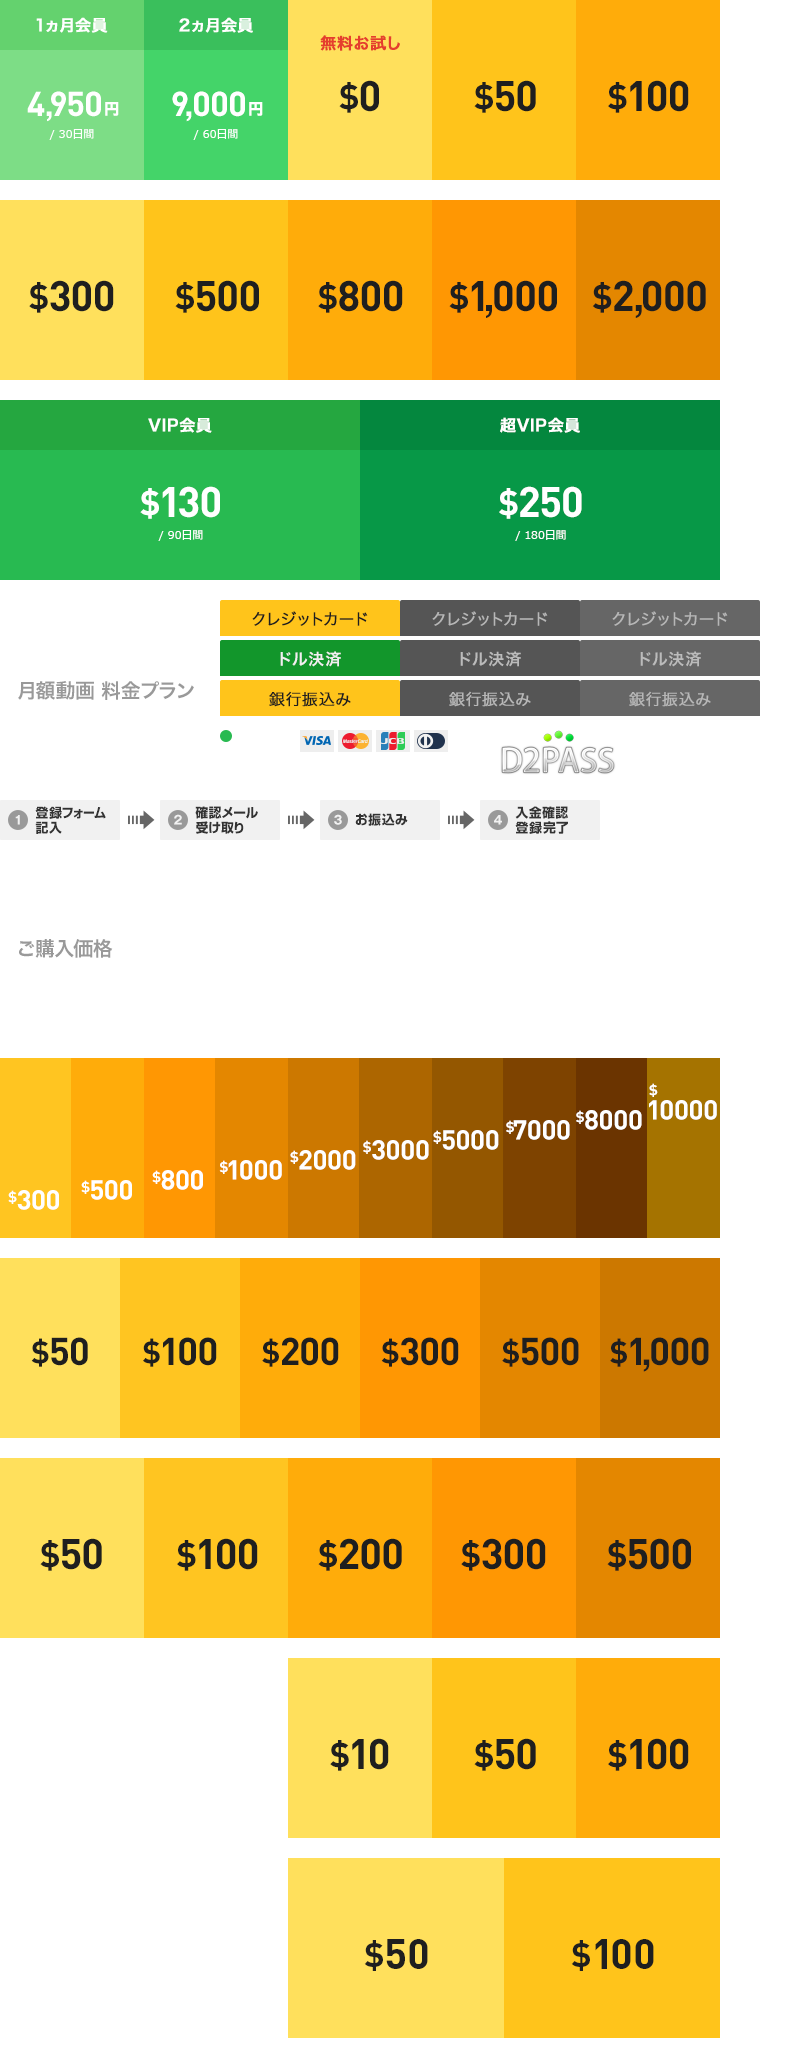 1ヵ月会員
2ヵ月会員
4,950円
/ 30日間
9,000円
/ 60日間
無料お試し
$0
$50
$100
$300
$500
$800
$1,000
$2,000
VIP会員
超VIP会員
$130
/ 90日間
$250
/ 180日間
月額動画 料金プラン
クレジットカード
クレジットカード
クレジットカード
ドル決済
ドル決済
ドル決済
銀行振込み
銀行振込み
銀行振込み
VISA
MasterCard
JCB
D2PASS
1 登録フォーム
記入
2 確認メール
受け取り
3 お振込み
4 入金確認
登録完了
ご購入価格
$300
$500
$800
$1000
$2000
$3000
$5000
$7000
$8000
$
10000
$50
$100
$200
$300
$500
$1,000
$50
$100
$200
$300
$500
$10
$50
$100
$50
$100